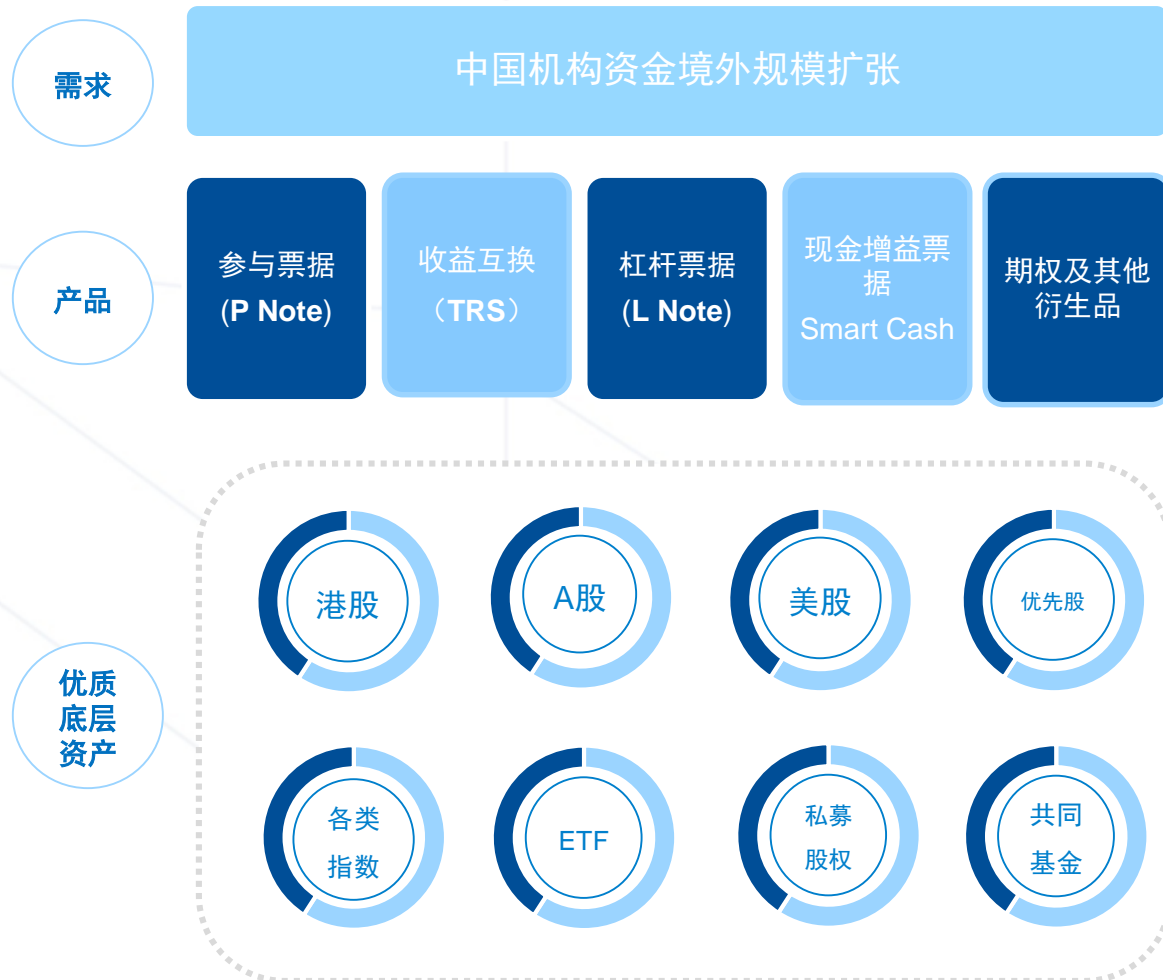 需求
中国机构资金境外规模扩张
产品
参与票据
(P Note)
收益互换
（TRS）
杠杆票据
(L Note)
现金增益票
据
Smart Cash
期权及其他
衍生品
优质
底层
资产
港股
A股
美股
优先股
各类
指数
ETF
私募
股权
共同
基金